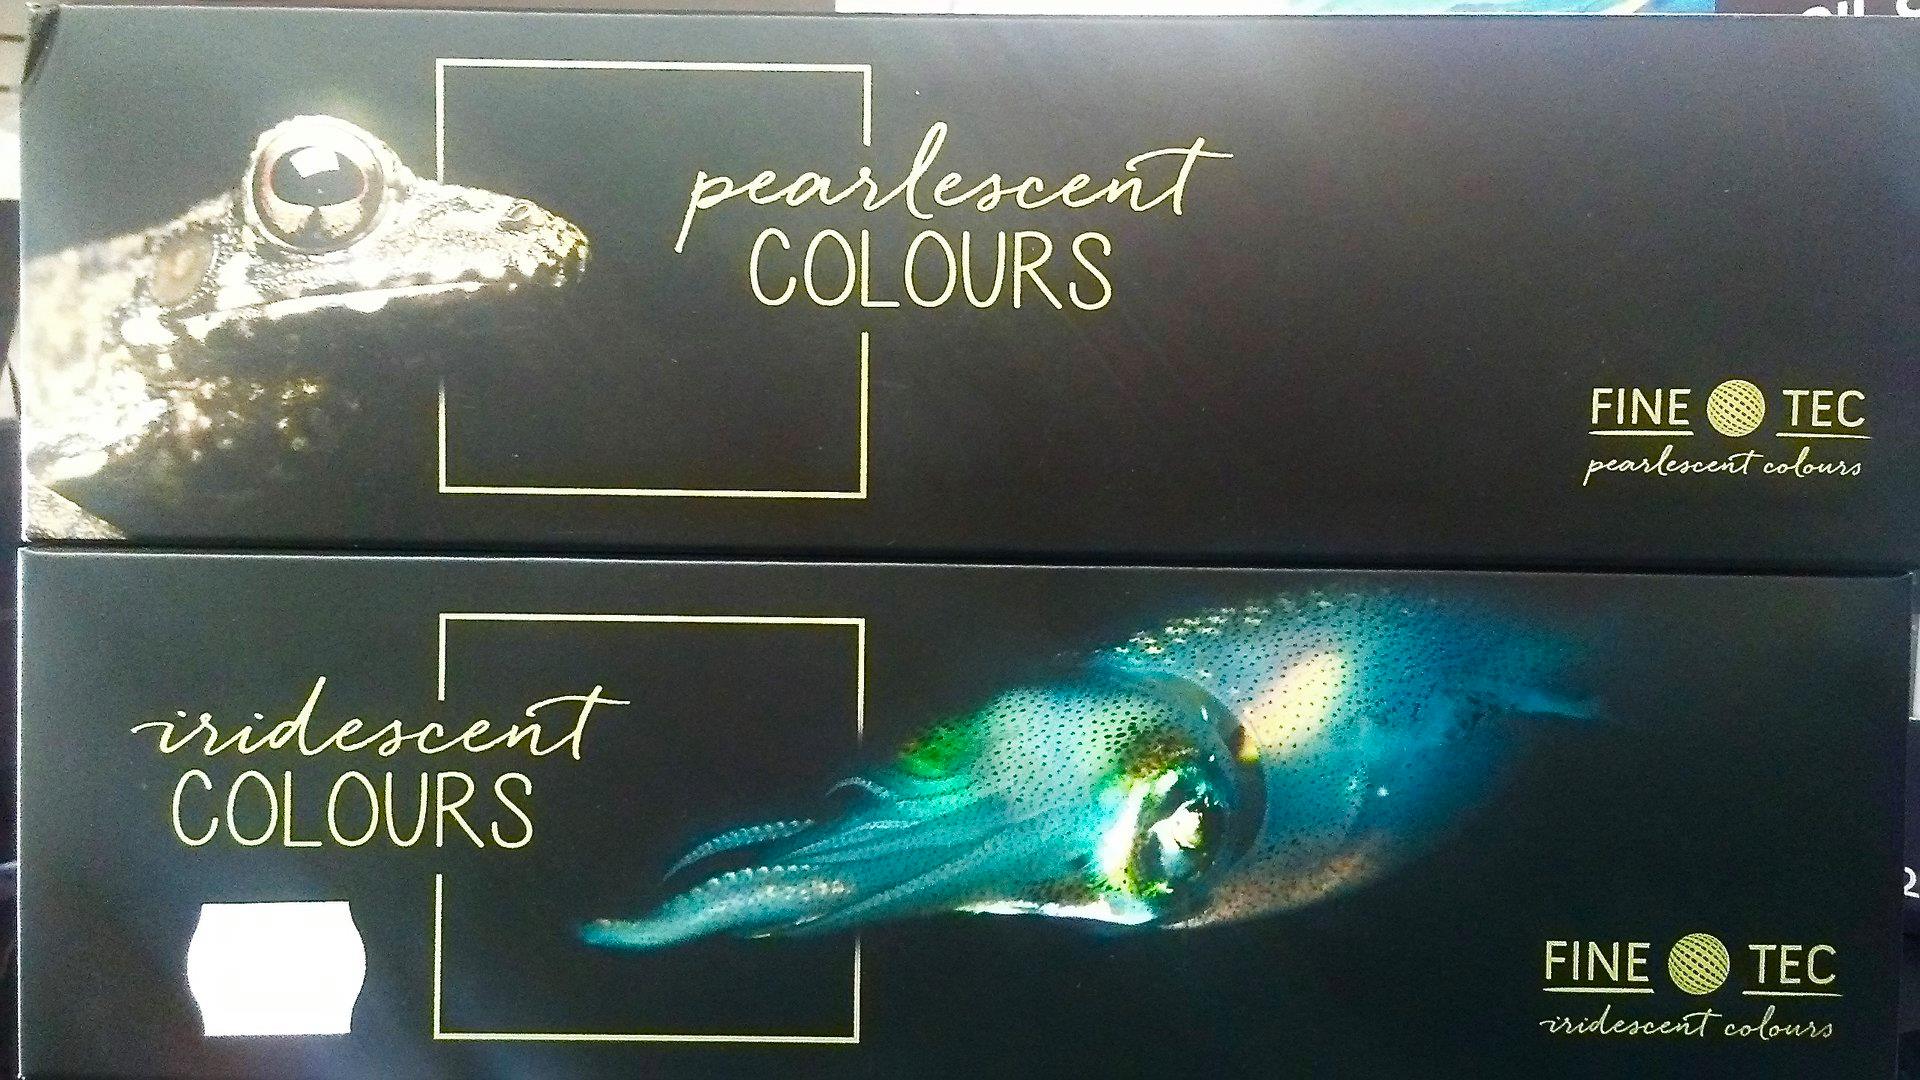 pearlescent
COLOURS
FINE TEC
pearlescent colours
iridescent
COLOURS
FINE TEC
iridescent colours